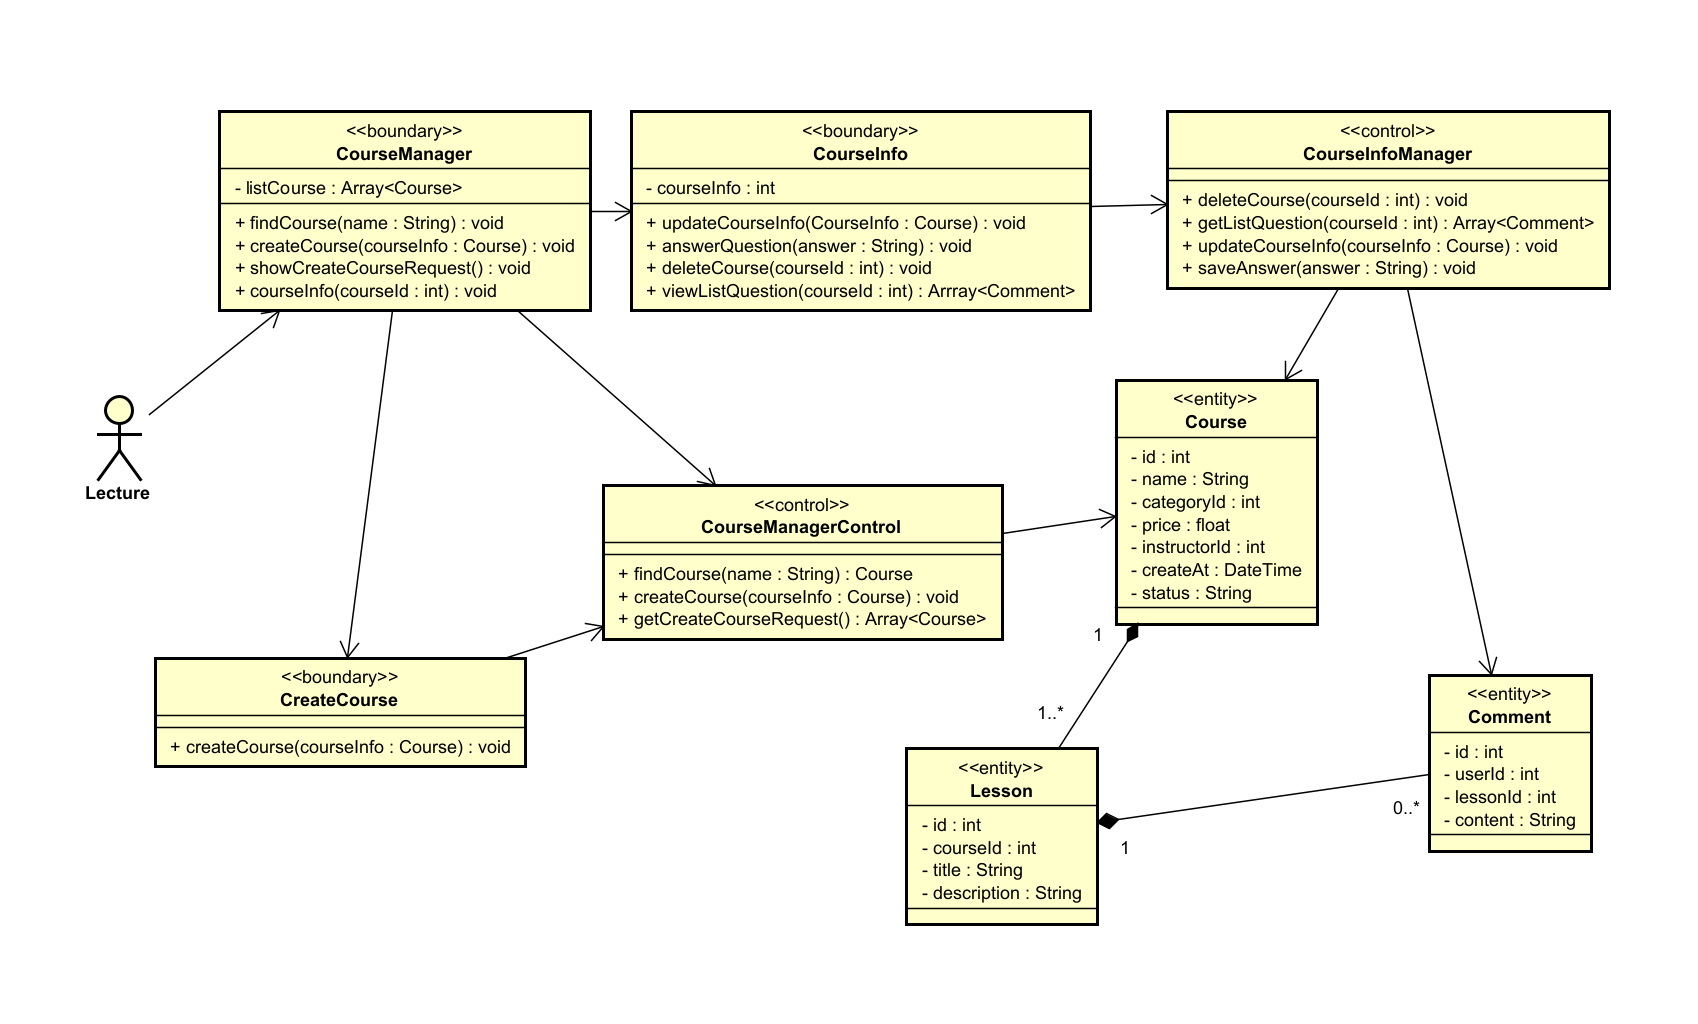 <<boundary>>
CourseManager
- listCourse : Array<Course>
+ findCourse(name : String) : void
+ createCourse(courseInfo : Course) : void
+ showCreateCourseRequest() : void
+ courseInfo(courseId : int) : void
<<boundary>>
CourseInfo
- courseInfo : int
+ updateCourseInfo(CourseInfo : Course) : void
+ answerQuestion(answer : String) : void
+ deleteCourse(courseId : int) : void
+ viewListQuestion(courseId : int) : Arrray<Comment>
<<control>>
CourseInfoManager
+ deleteCourse(courseId : int) : void
+ getListQuestion(courseId : int) : Array<Comment>
+ updateCourseInfo(courseInfo : Course) : void
+ saveAnswer(answer : String) : void
Lecture
<<entity>>
Course
- id : int
- name : String
- categoryId : int
- price : float
- instructorId : int
- createAt : DateTime
- status : String
<<control>>
CourseManagerControl
+ findCourse(name : String) : Course
+ createCourse(courseInfo : Course) : void
+ getCreateCourseRequest() : Array<Course>
1
1..*
<<boundary>>
CreateCourse
+ createCourse(courseInfo : Course) : void
<<entity>>
Comment
- id : int
- userId : int
- lessonId : int
- content : String
<<entity>>
Lesson
- id : int
- courseId : int
- title : String
- description : String
0..*
1